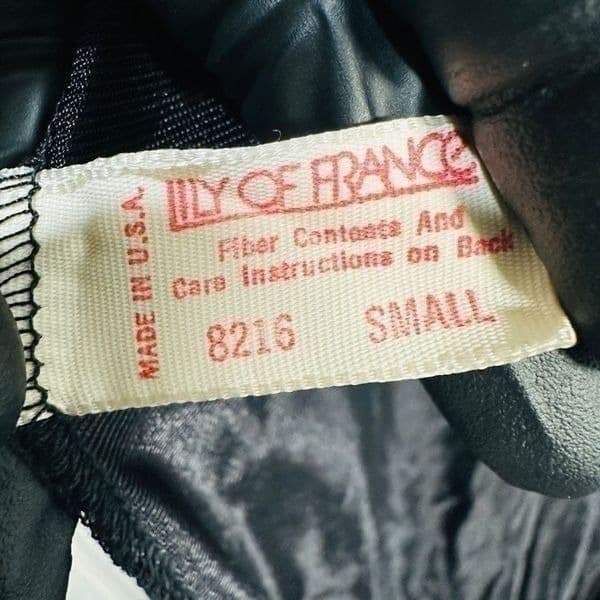 LILY OF FRANCE
Fiber Contents And
Care Instructions on Back
8216 SMALL
MADE IN U.S.A.